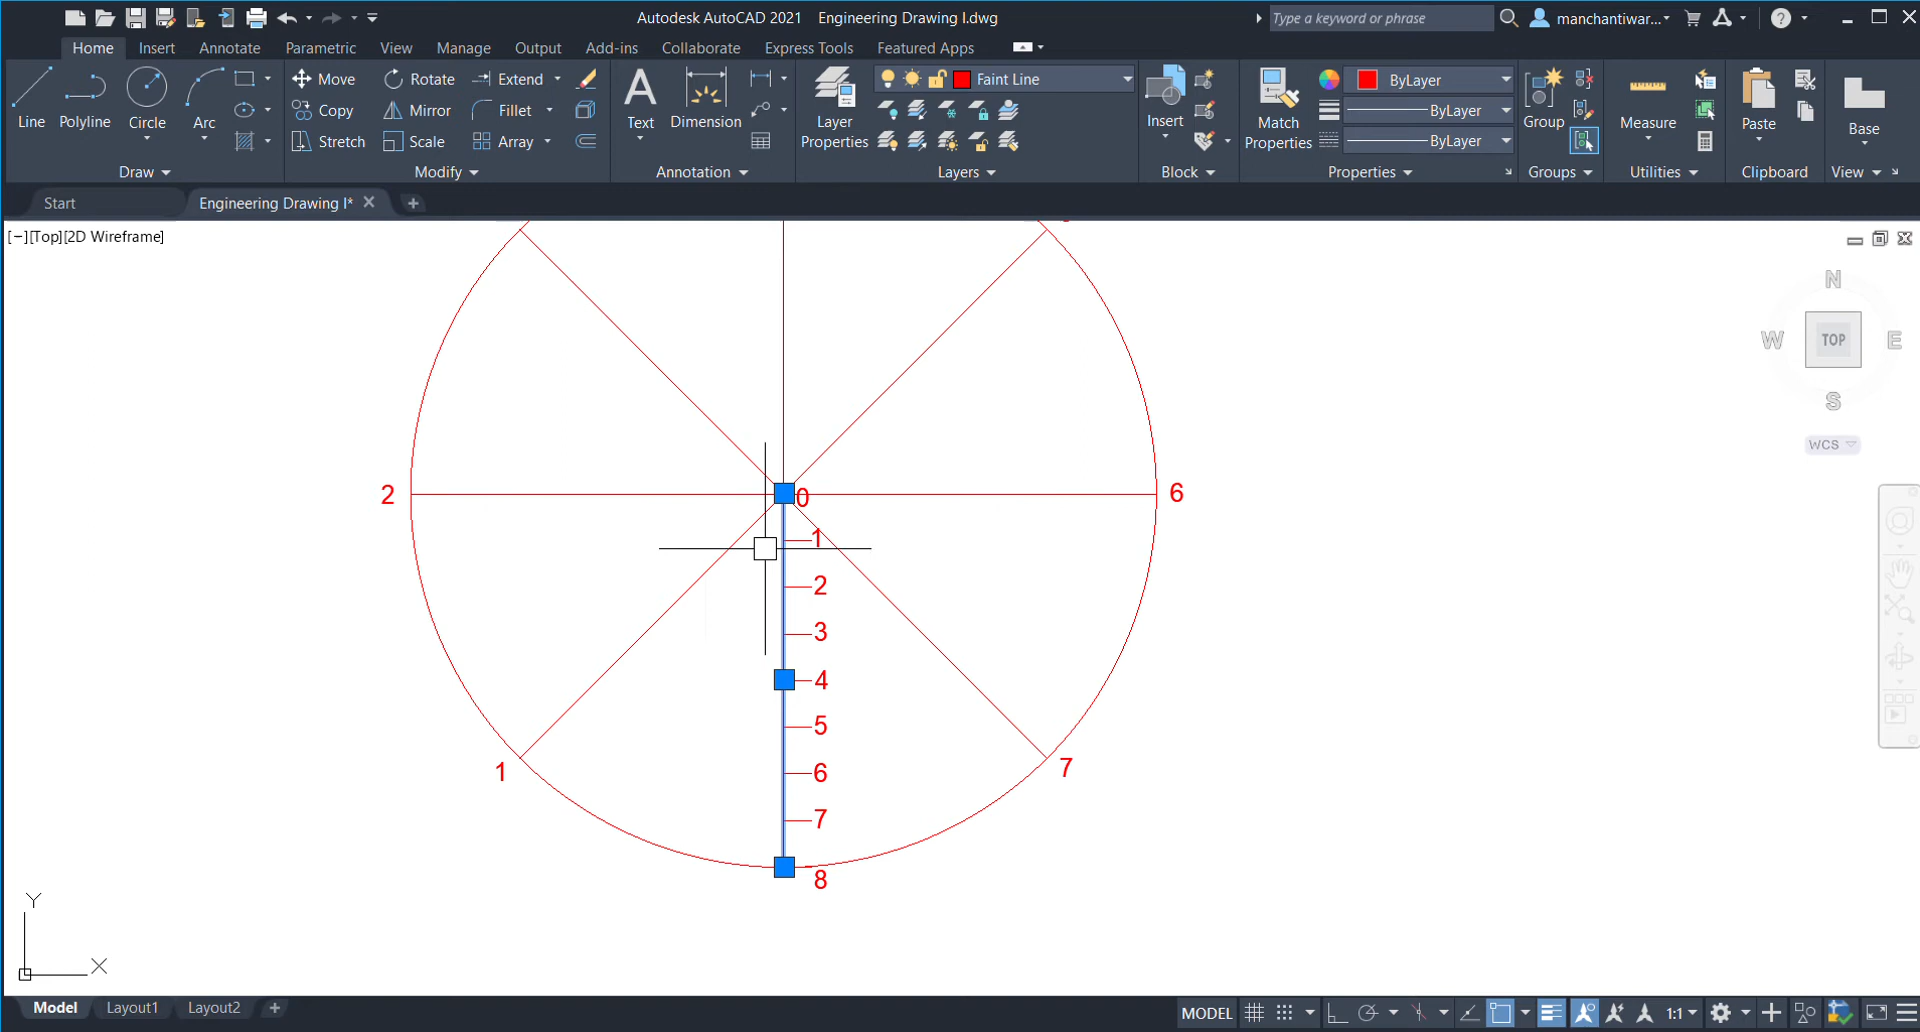 Autodesk AutoCAD 2021 Engineering Drawing I.dwg
Type a keyword or phrase
manchantiwar...
Home Insert Annotate Parametric View Manage Output Add-ins Collaborate Express Tools Featured Apps
Line Polyline Circle Arc
Move Rotate Extend
Copy Mirror Fillet
Stretch Scale Array
Text Dimension
Layer Properties
Faint Line
Insert
Match Properties
ByLayer
ByLayer
ByLayer
Group
Measure
Paste
Base
Draw Modify Annotation Layers Block Properties Groups Utilities Clipboard View
Start Engineering Drawing I*
[−][Top][2D Wireframe]
N
W TOP E
S
WCS
2 0 6
1
2
3
4
5
6
7
8
1 7
Y
X
Model Layout1 Layout2
MODEL 1:1